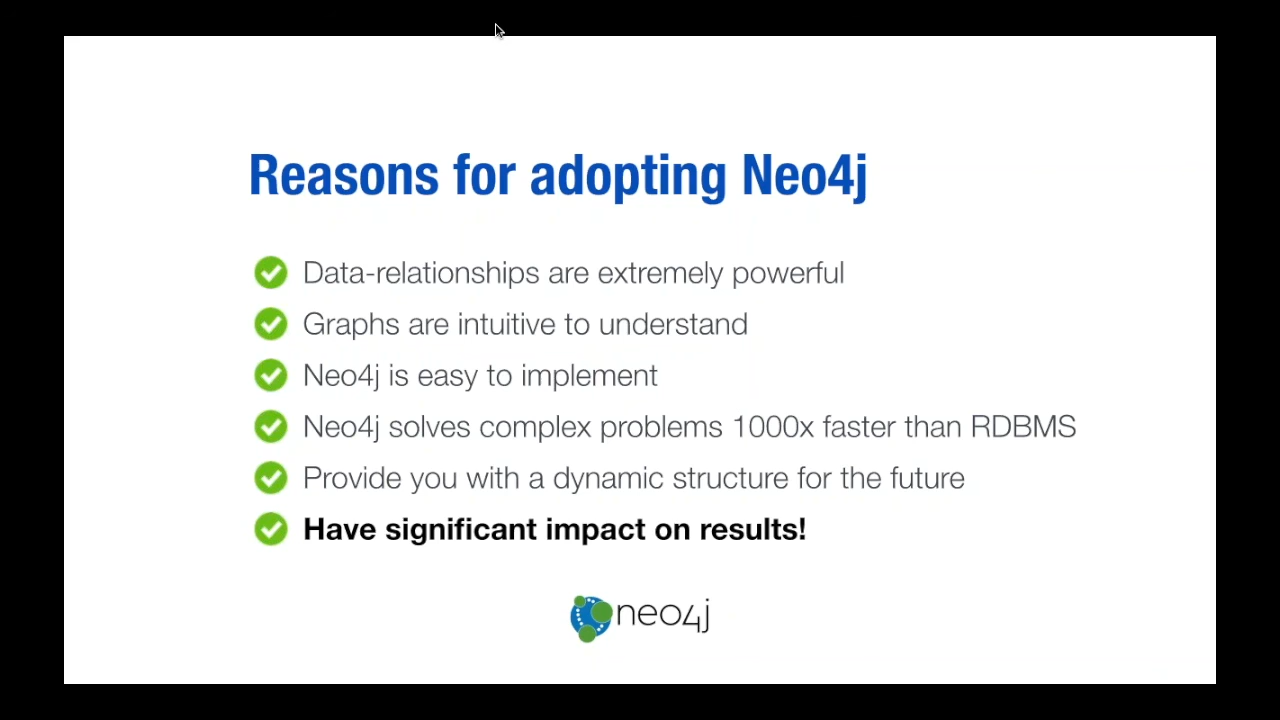 Reasons for adopting Neo4j
Data-relationships are extremely powerful
Graphs are intuitive to understand
Neo4j is easy to implement
Neo4j solves complex problems 1000x faster than RDBMS
Provide you with a dynamic structure for the future
Have significant impact on results!
neo4j